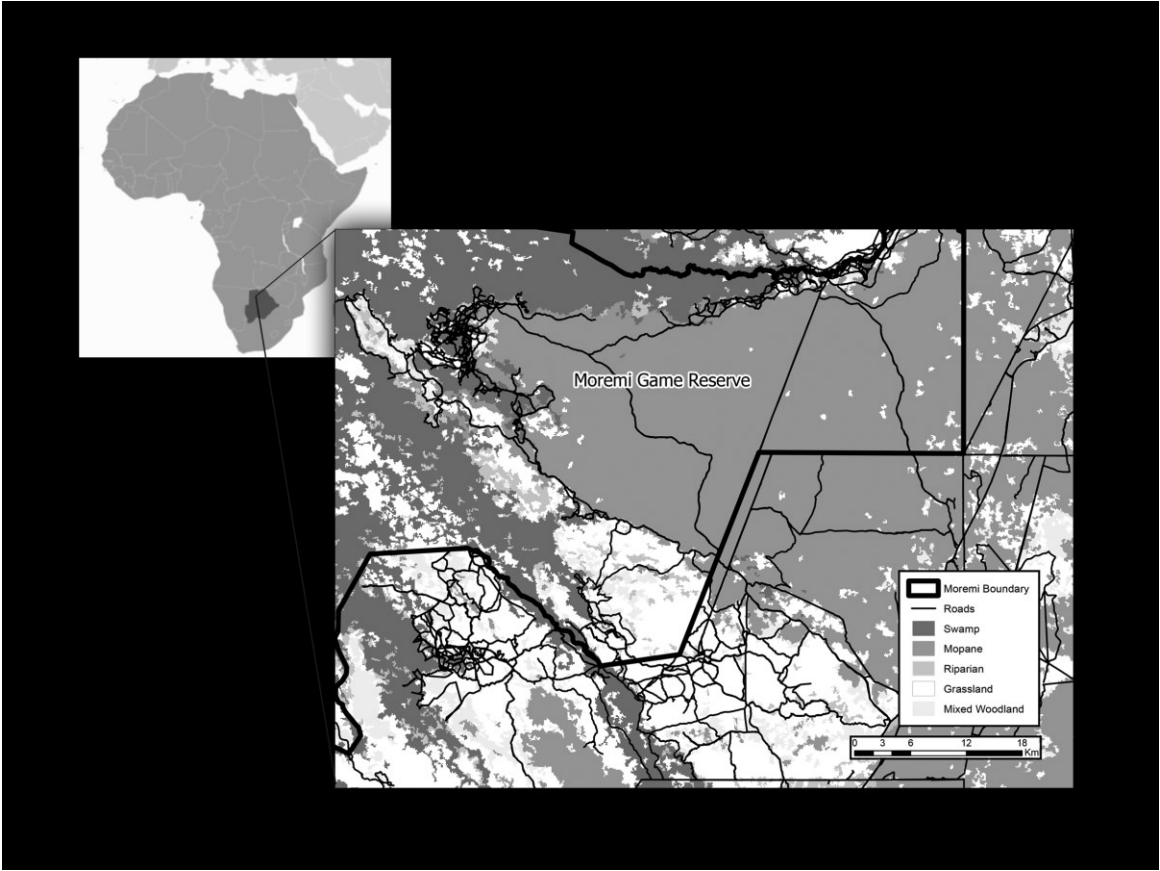 Moremi Game Reserve
Moremi Boundary
Roads
Swamp
Mopane
Riparian
Grassland
Mixed Woodland
0 3 6 12 18
Km